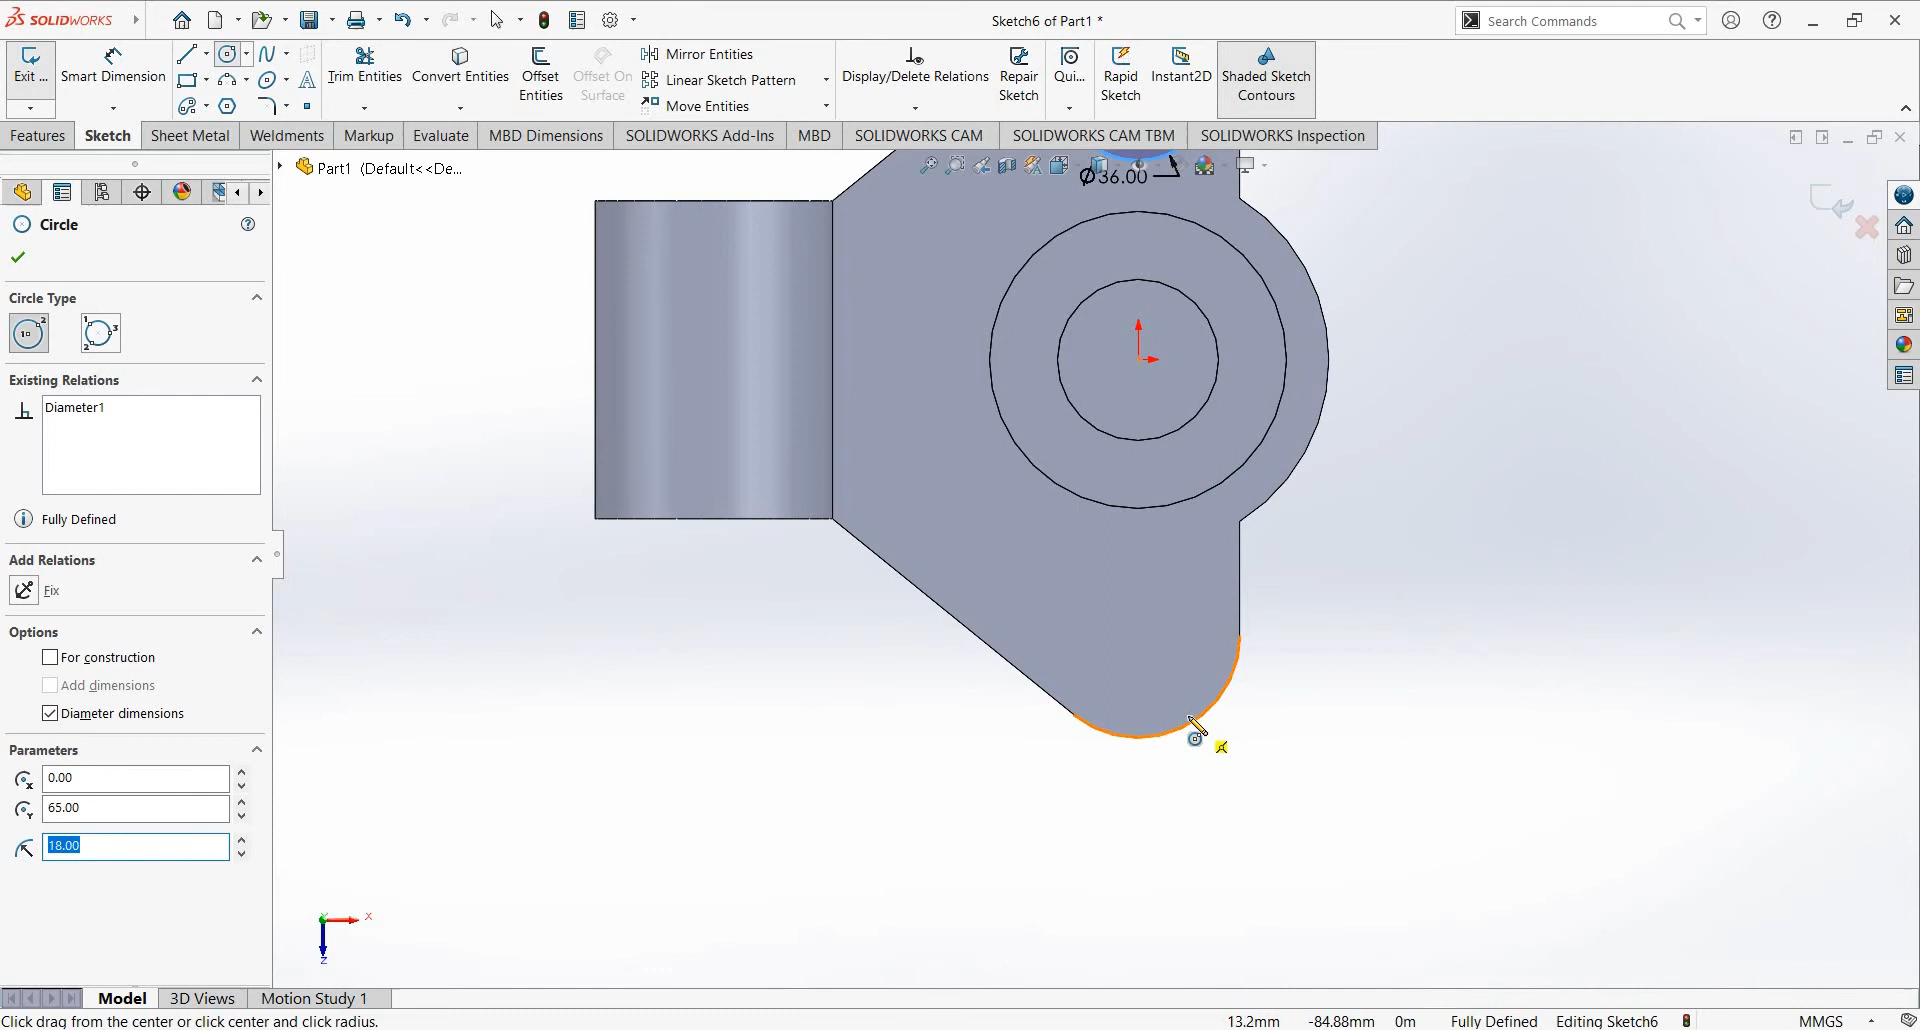 SOLIDWORKS
Sketch6 of Part1 *
Search Commands
Exit ...
Smart Dimension
Trim Entities
Convert Entities
Offset
Entities
Offset On
Surface
Mirror Entities
Linear Sketch Pattern
Move Entities
Display/Delete Relations
Repair
Sketch
Qui...
Rapid
Sketch
Instant2D
Shaded Sketch
Contours
Features
Sketch
Sheet Metal
Weldments
Markup
Evaluate
MBD Dimensions
SOLIDWORKS Add-Ins
MBD
SOLIDWORKS CAM
SOLIDWORKS CAM TBM
SOLIDWORKS Inspection
Part1 (Default<<De...
Ø36.00
Circle
Circle Type
Existing Relations
Diameter1
Fully Defined
Add Relations
Fix
Options
For construction
Add dimensions
Diameter dimensions
Parameters
0.00
65.00
18.00
X
Y
Z
Model
3D Views
Motion Study 1
Click drag from the center or click center and click radius.
13.2mm
-84.88mm
0m
Fully Defined
Editing Sketch6
MMGS